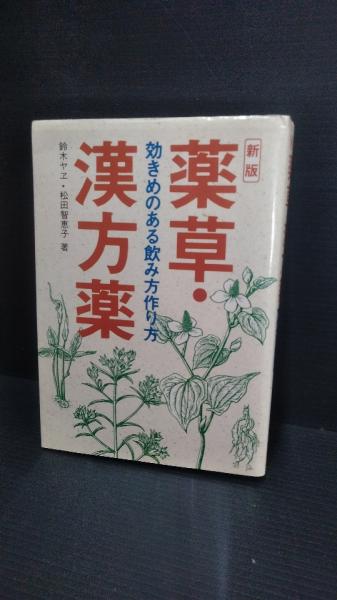 新版
薬草・
漢方薬
効きめのある飲み方作り方
鈴木ヤヱ・松田智恵子 著